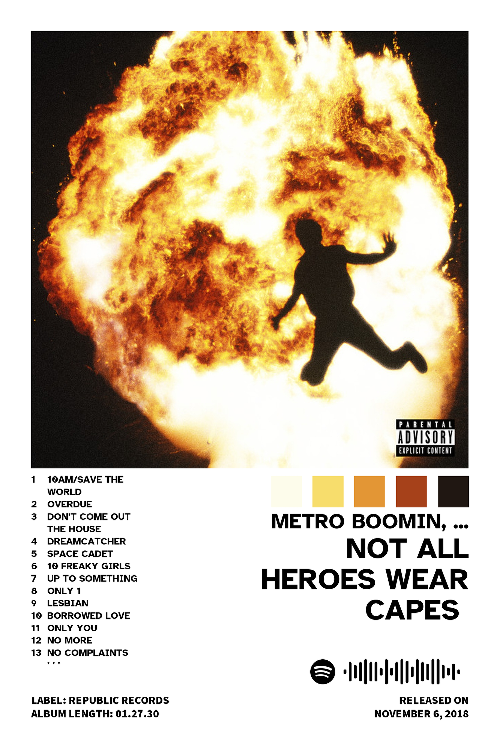 PARENTAL
ADVISORY
EXPLICIT CONTENT
1 10AM/SAVE THE
WORLD
2 OVERDUE
3 DON'T COME OUT
THE HOUSE
4 DREAMCATCHER
5 SPACE CADET
6 10 FREAKY GIRLS
7 UP TO SOMETHING
8 ONLY 1
9 LESBIAN
10 BORROWED LOVE
11 ONLY YOU
12 NO MORE
13 NO COMPLAINTS
...
METRO BOOMIN, ...
NOT ALL
HEROES WEAR
CAPES
LABEL: REPUBLIC RECORDS
ALBUM LENGTH: 01.27.30
RELEASED ON
NOVEMBER 6, 2018